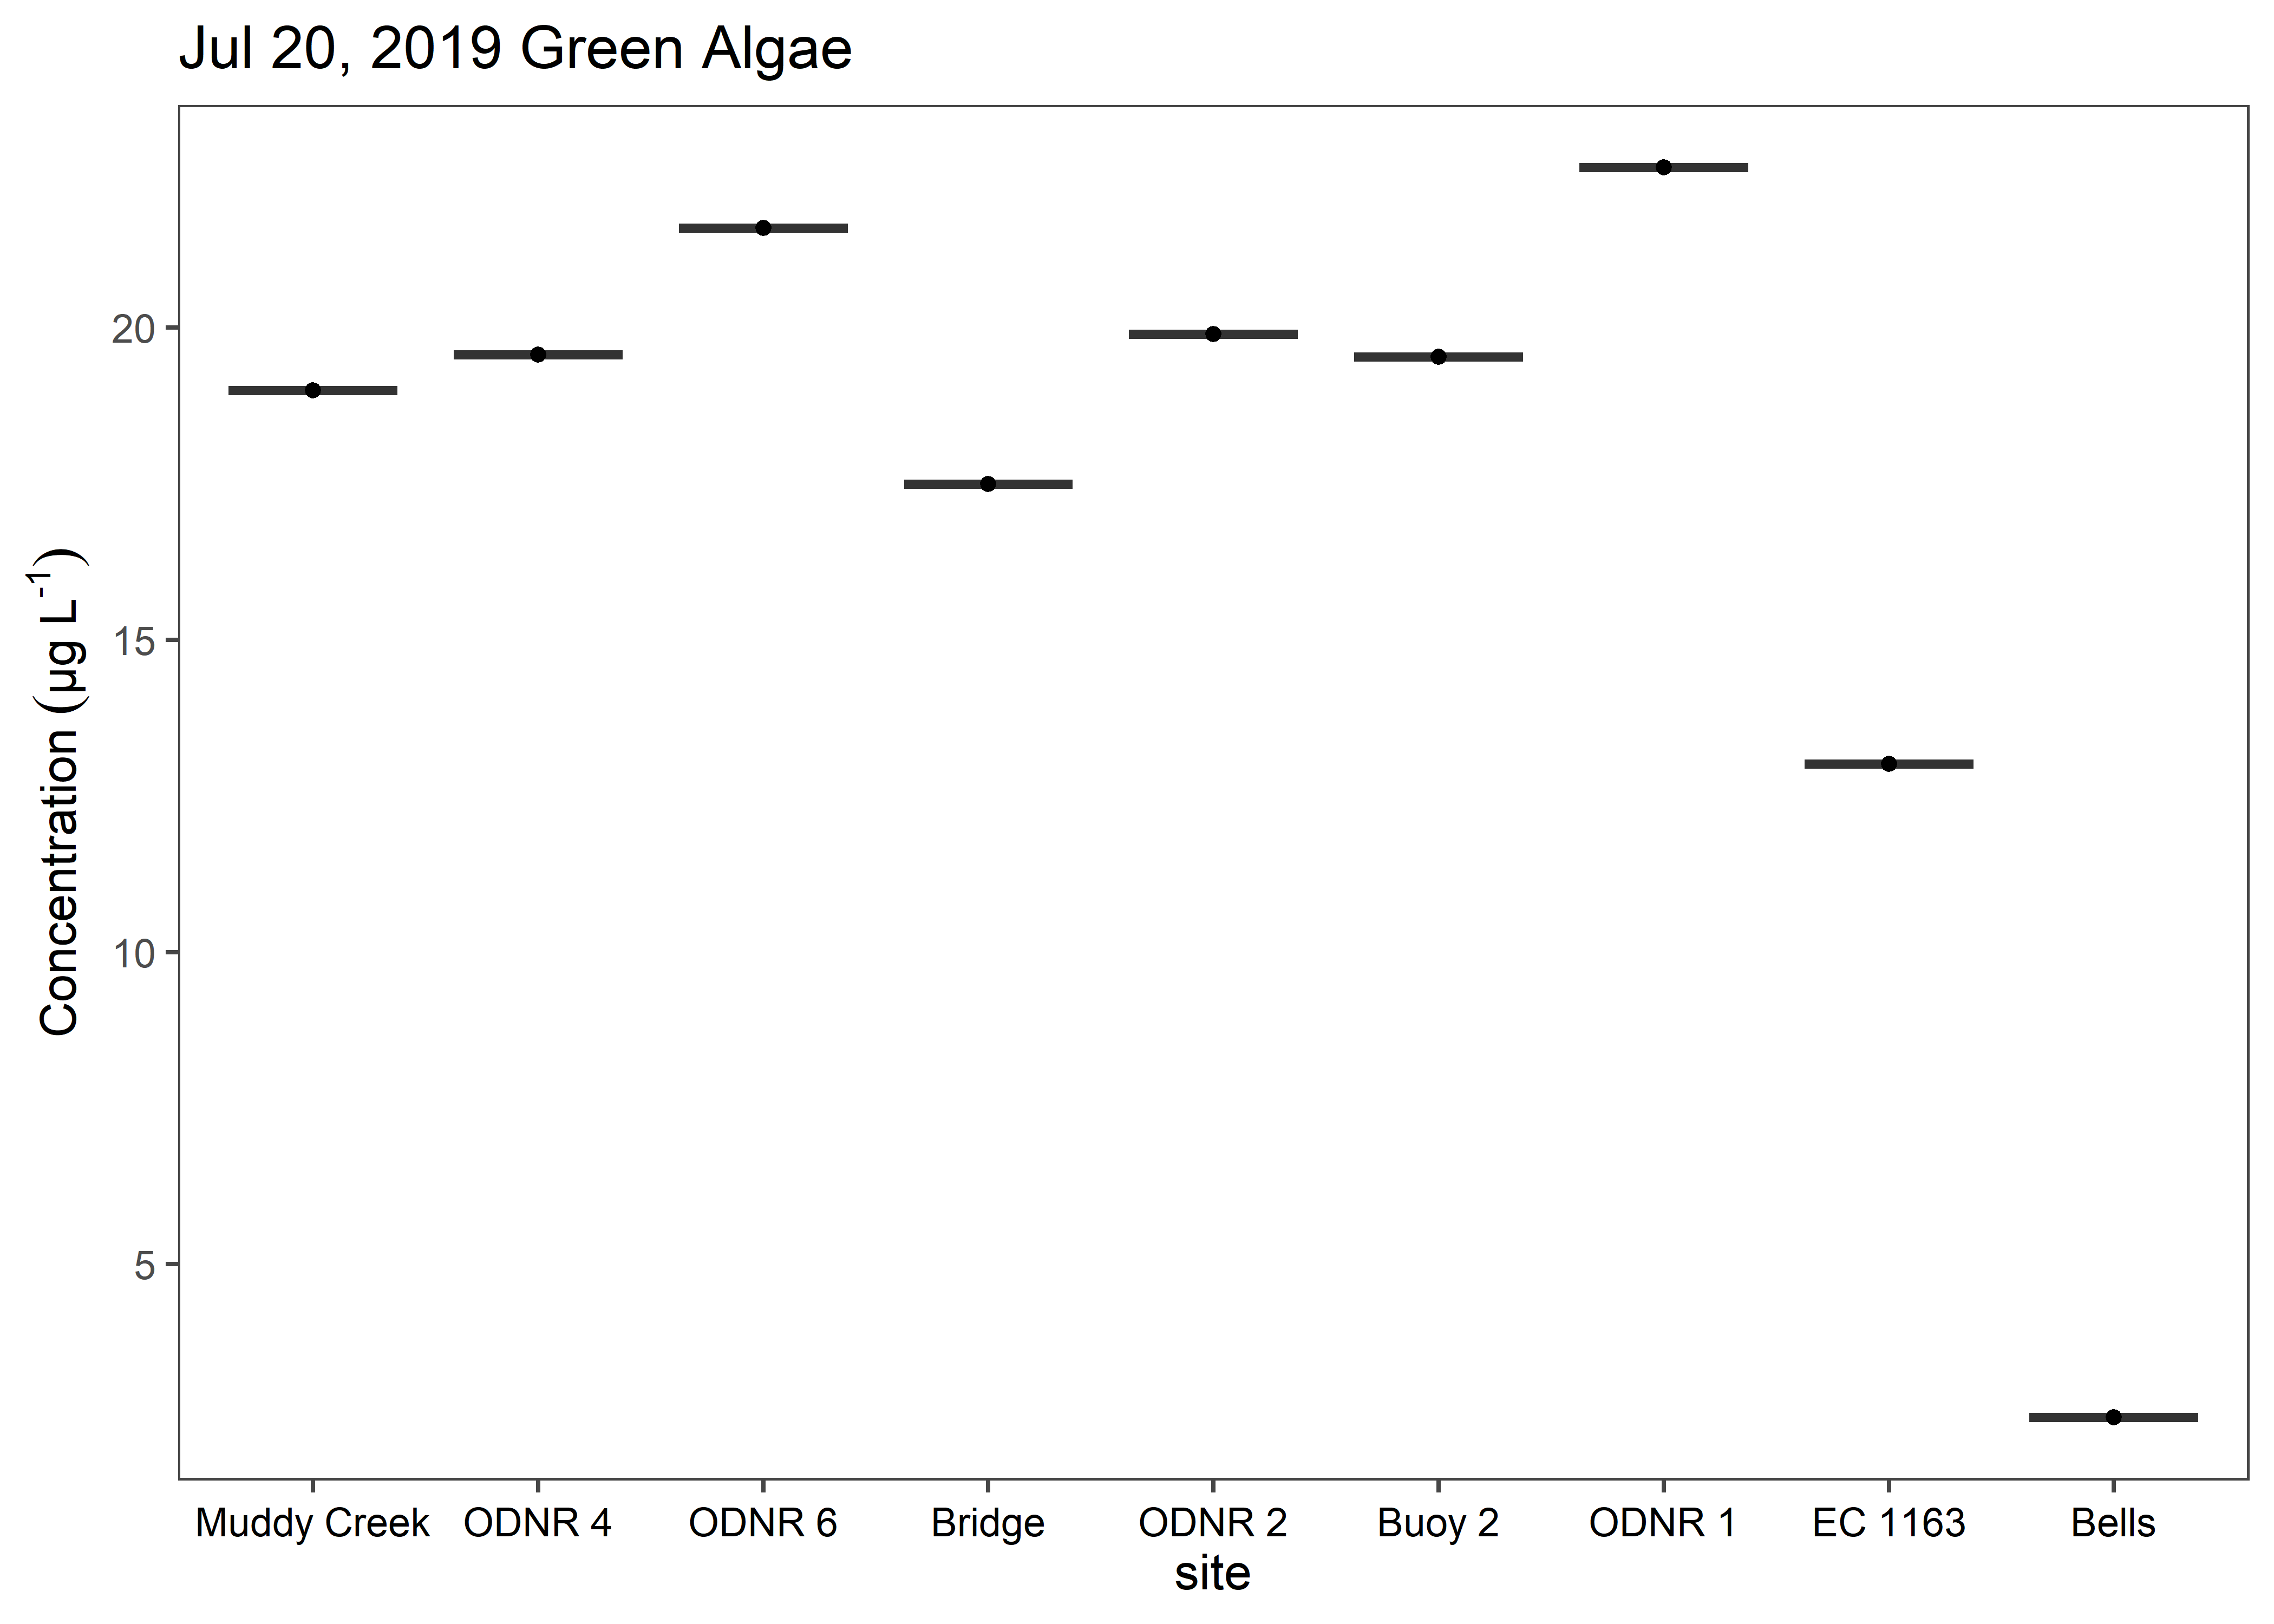 Jul 20, 2019 Green Algae
Concentration (µg L⁻¹)
20
15
10
5
Muddy Creek ODNR 4 ODNR 6 Bridge ODNR 2 Buoy 2 ODNR 1 EC 1163 Bells
site